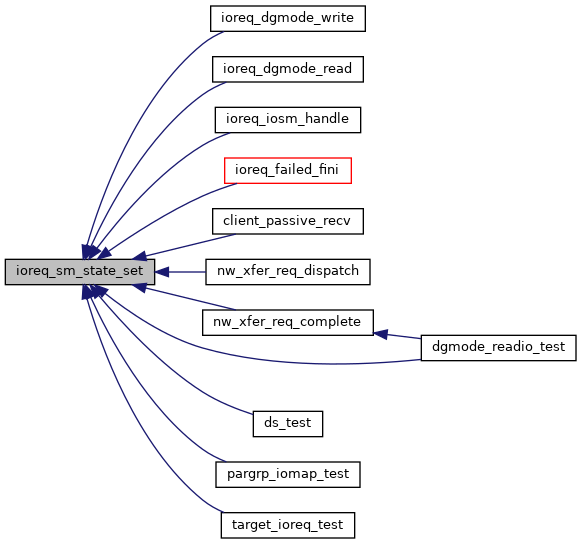 ioreq_dgmode_write
ioreq_dgmode_read
ioreq_iosm_handle
ioreq_failed_fini
client_passive_recv
ioreq_sm_state_set
nw_xfer_req_dispatch
nw_xfer_req_complete
dgmode_readio_test
ds_test
pargrp_iomap_test
target_ioreq_test